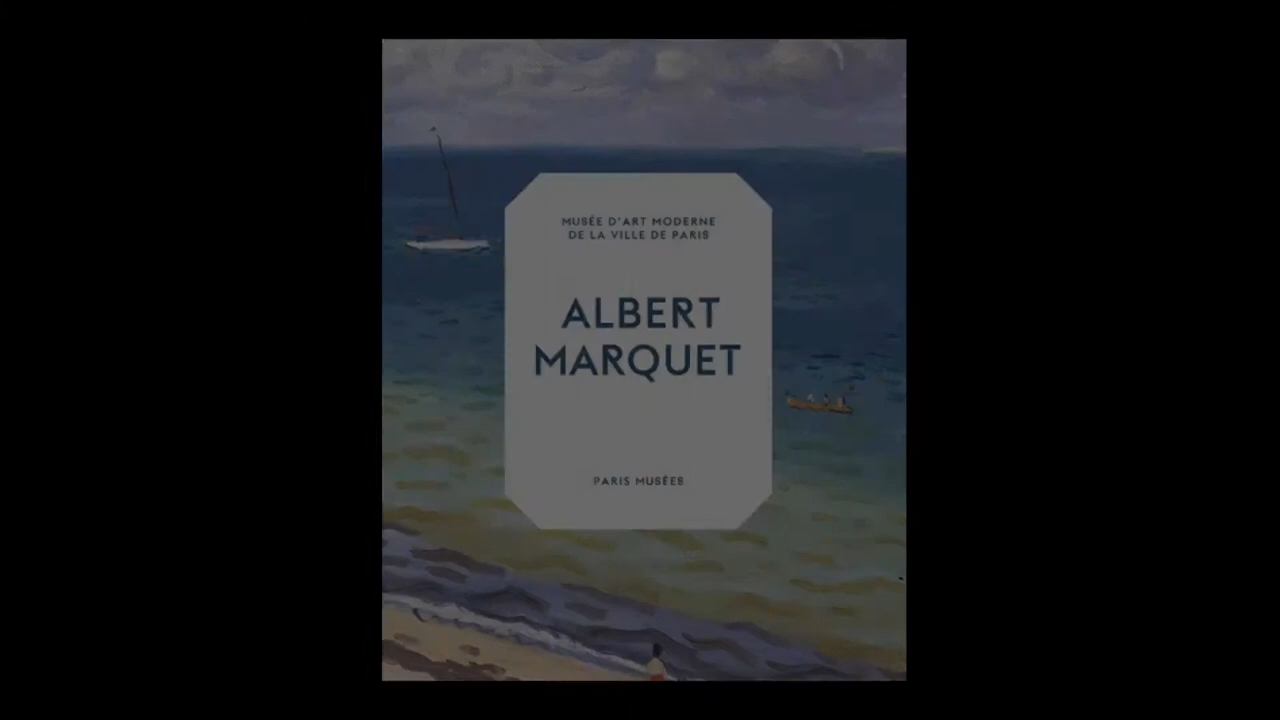 MUSÉE D'ART MODERNE
DE LA VILLE DE PARIS
ALBERT
MARQUET
PARIS MUSÉES